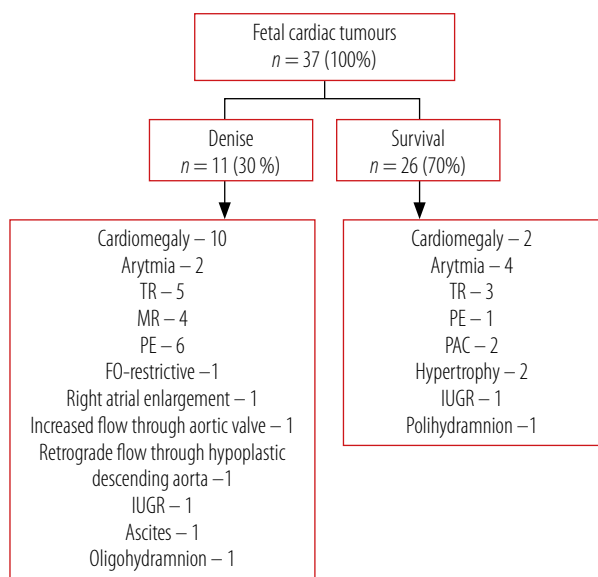 Fetal cardiac tumours
n = 37 (100%)
Denise
n = 11 (30 %)
Survival
n = 26 (70%)
Cardiomegaly – 10
Arytmia – 2
TR – 5
MR – 4
PE – 6
FO-restrictive –1
Right atrial enlargement – 1
Increased flow through aortic valve – 1
Retrograde flow through hypoplastic
descending aorta –1
IUGR – 1
Ascites – 1
Oligohydramnion – 1
Cardiomegaly – 2
Arytmia – 4
TR – 3
PE – 1
PAC – 2
Hypertrophy – 2
IUGR – 1
Polihydramnion –1